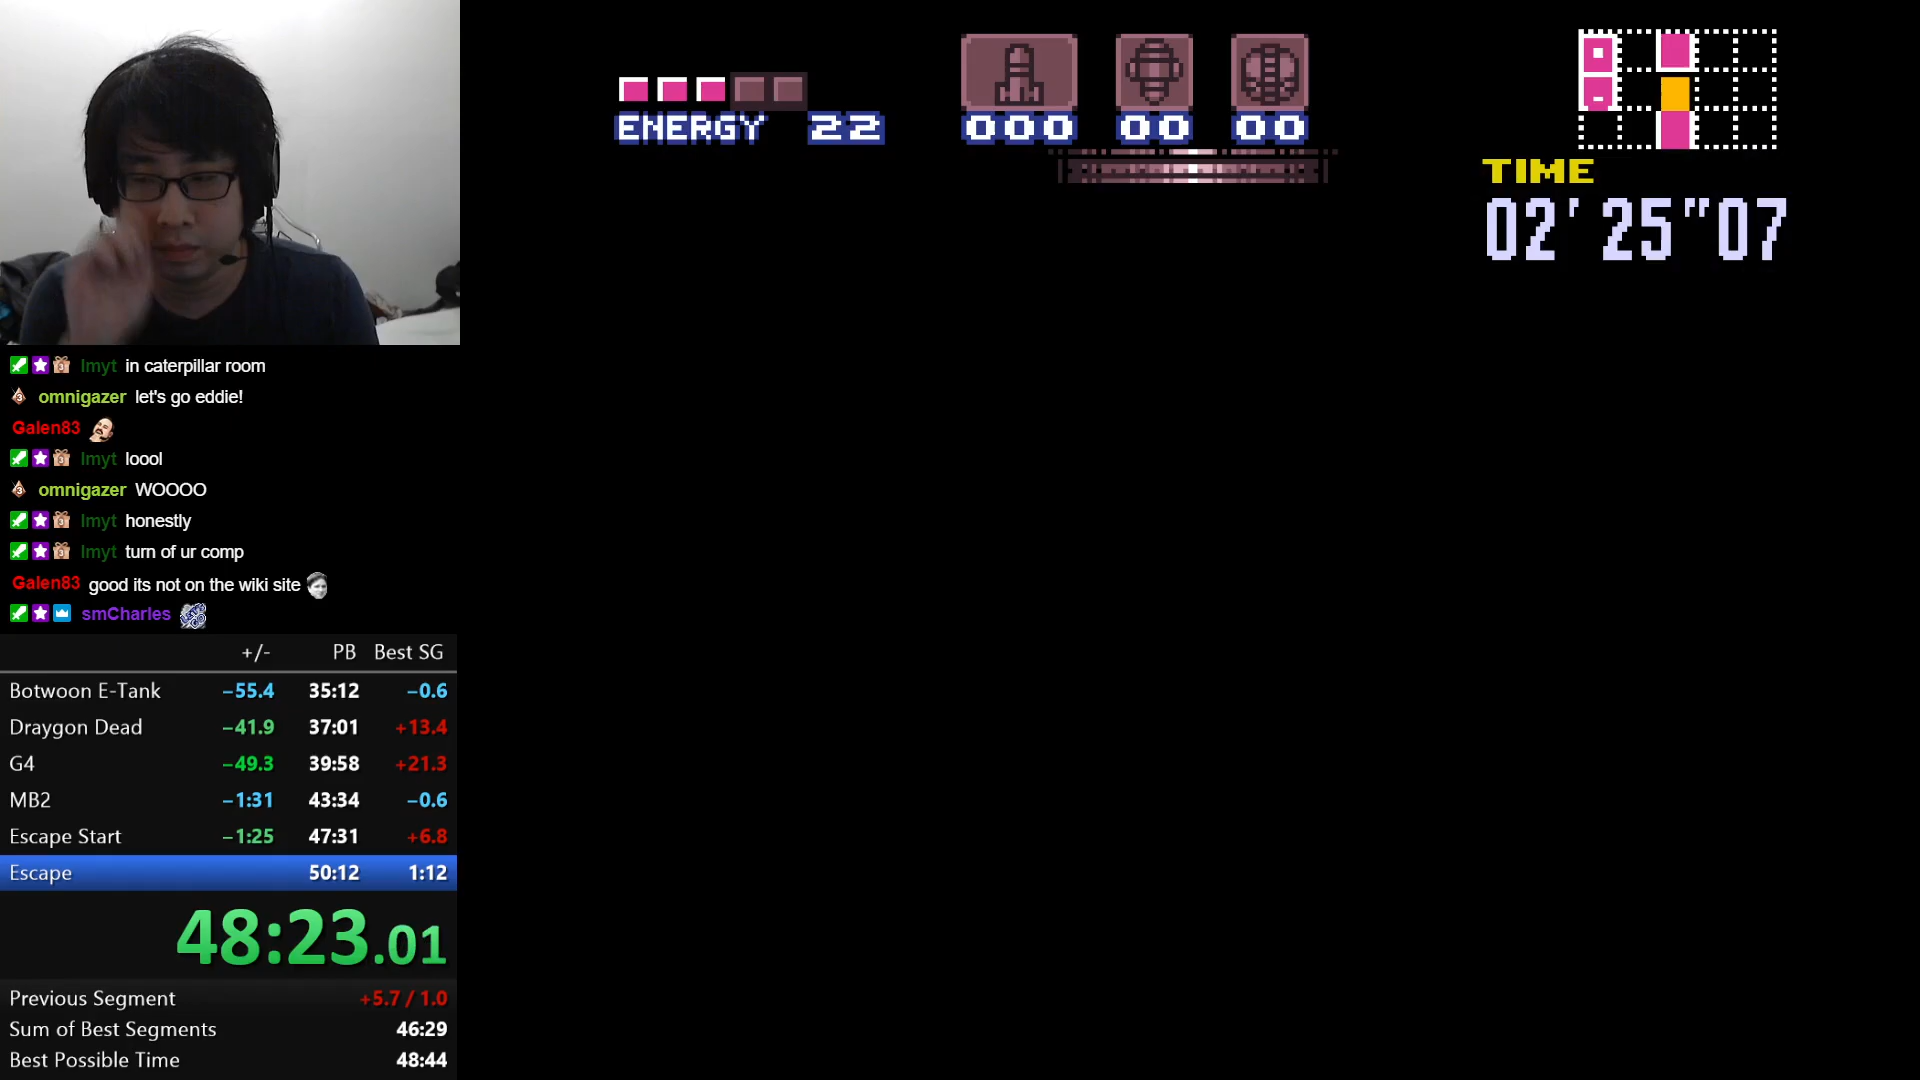 ENERGY 22
000 00 00
TIME
02' 25"07
lmyt in caterpillar room
omnigazer let's go eddie!
Galen83
lmyt loool
omnigazer WOOOO
lmyt honestly
lmyt turn of ur comp
Galen83 good its not on the wiki site
smCharles
+/- PB Best SG
Botwoon E-Tank −55.4 35:12 −0.6
Draygon Dead −41.9 37:01 +13.4
G4 −49.3 39:58 +21.3
MB2 −1:31 43:34 −0.6
Escape Start −1:25 47:31 +6.8
Escape 50:12 1:12
48:23.01
Previous Segment +5.7 / 1.0
Sum of Best Segments 46:29
Best Possible Time 48:44